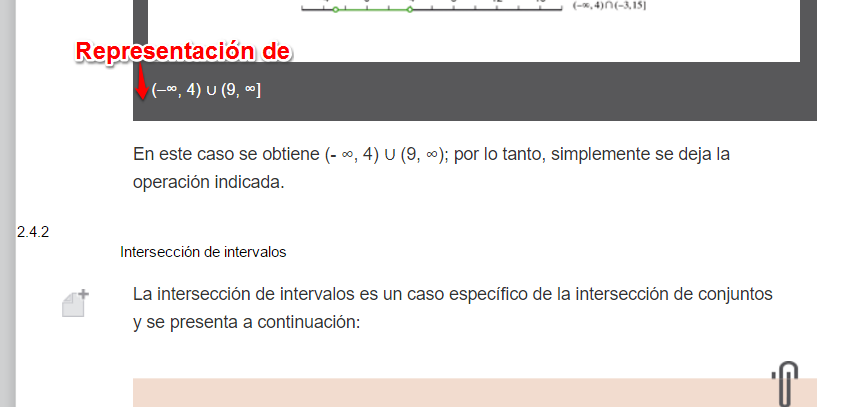 (-∞, 4)∩(-3,15]
Representación de
(–∞, 4) ∪ (9, ∞]
En este caso se obtiene (- ∞, 4) ∪ (9, ∞); por lo tanto, simplemente se deja la
operación indicada.
2.4.2
Intersección de intervalos
La intersección de intervalos es un caso específico de la intersección de conjuntos
y se presenta a continuación: